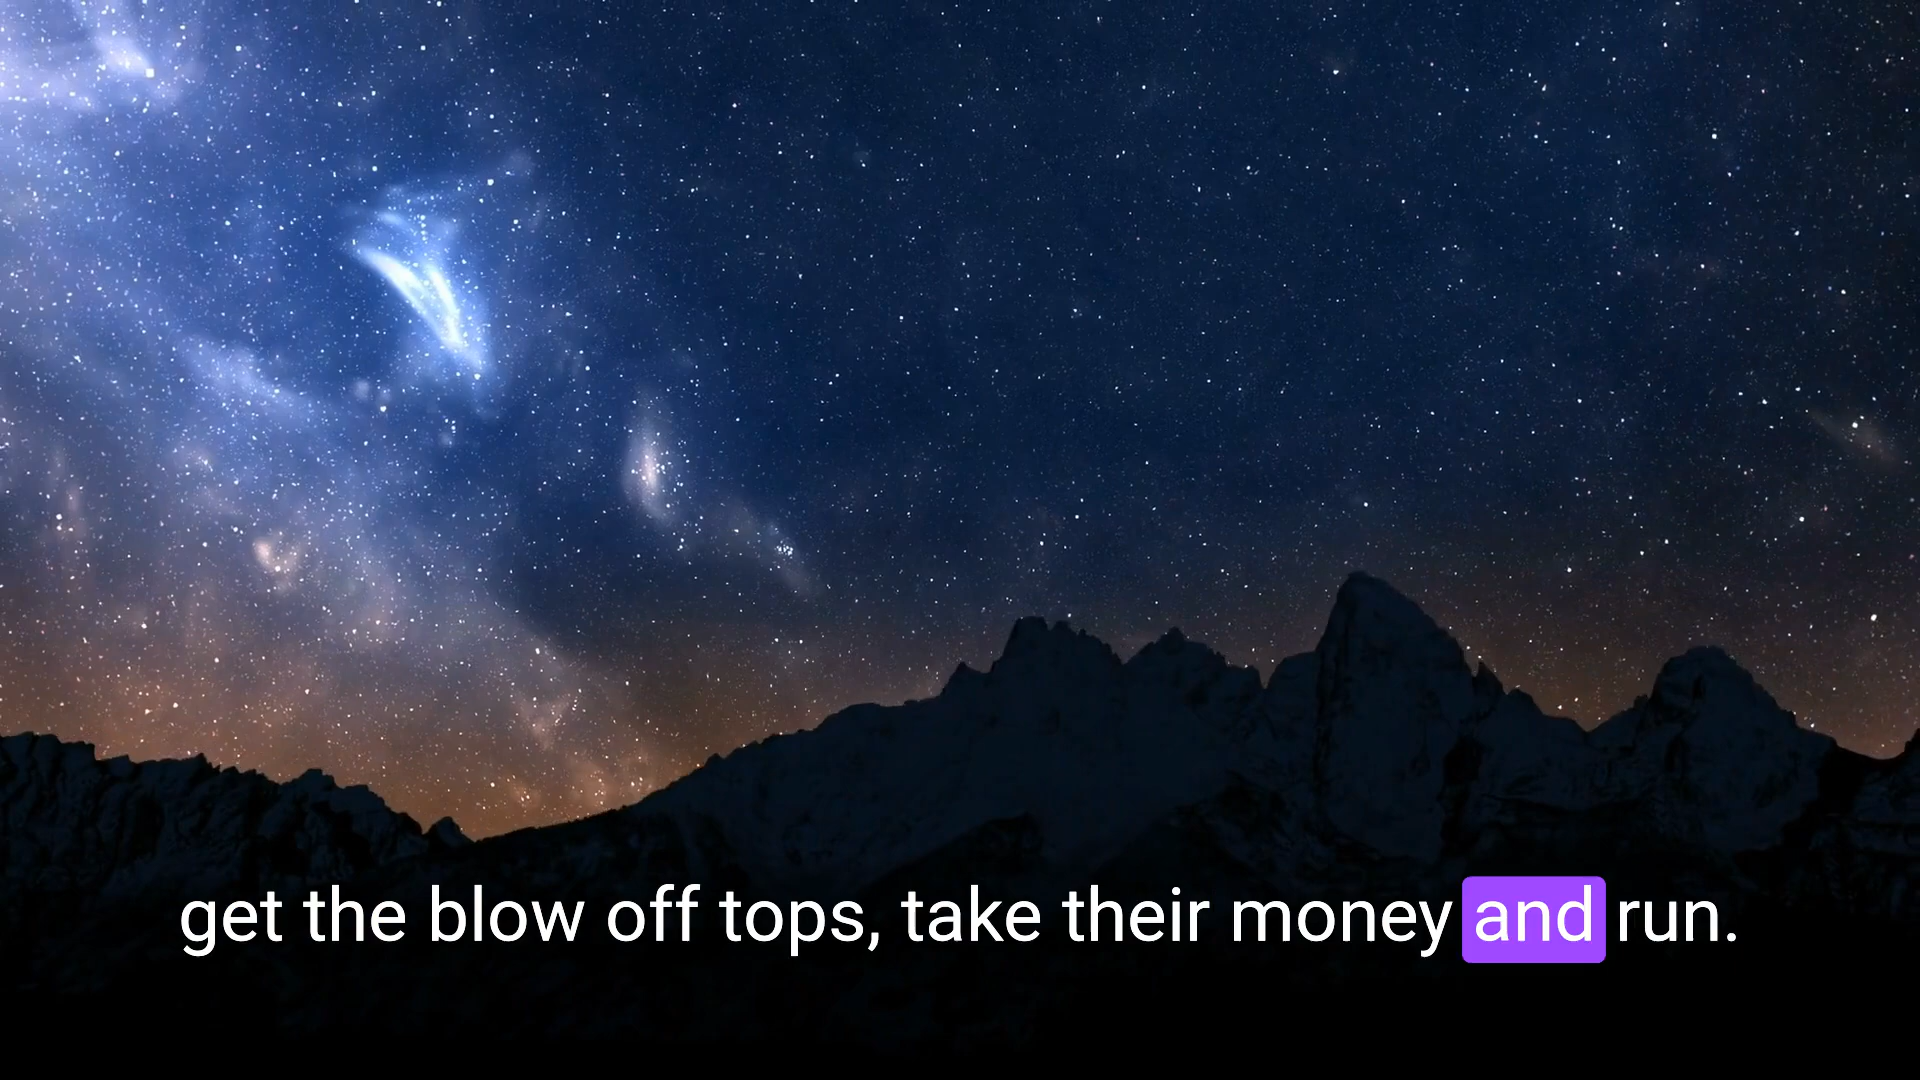 get the blow off tops, take their money and run.